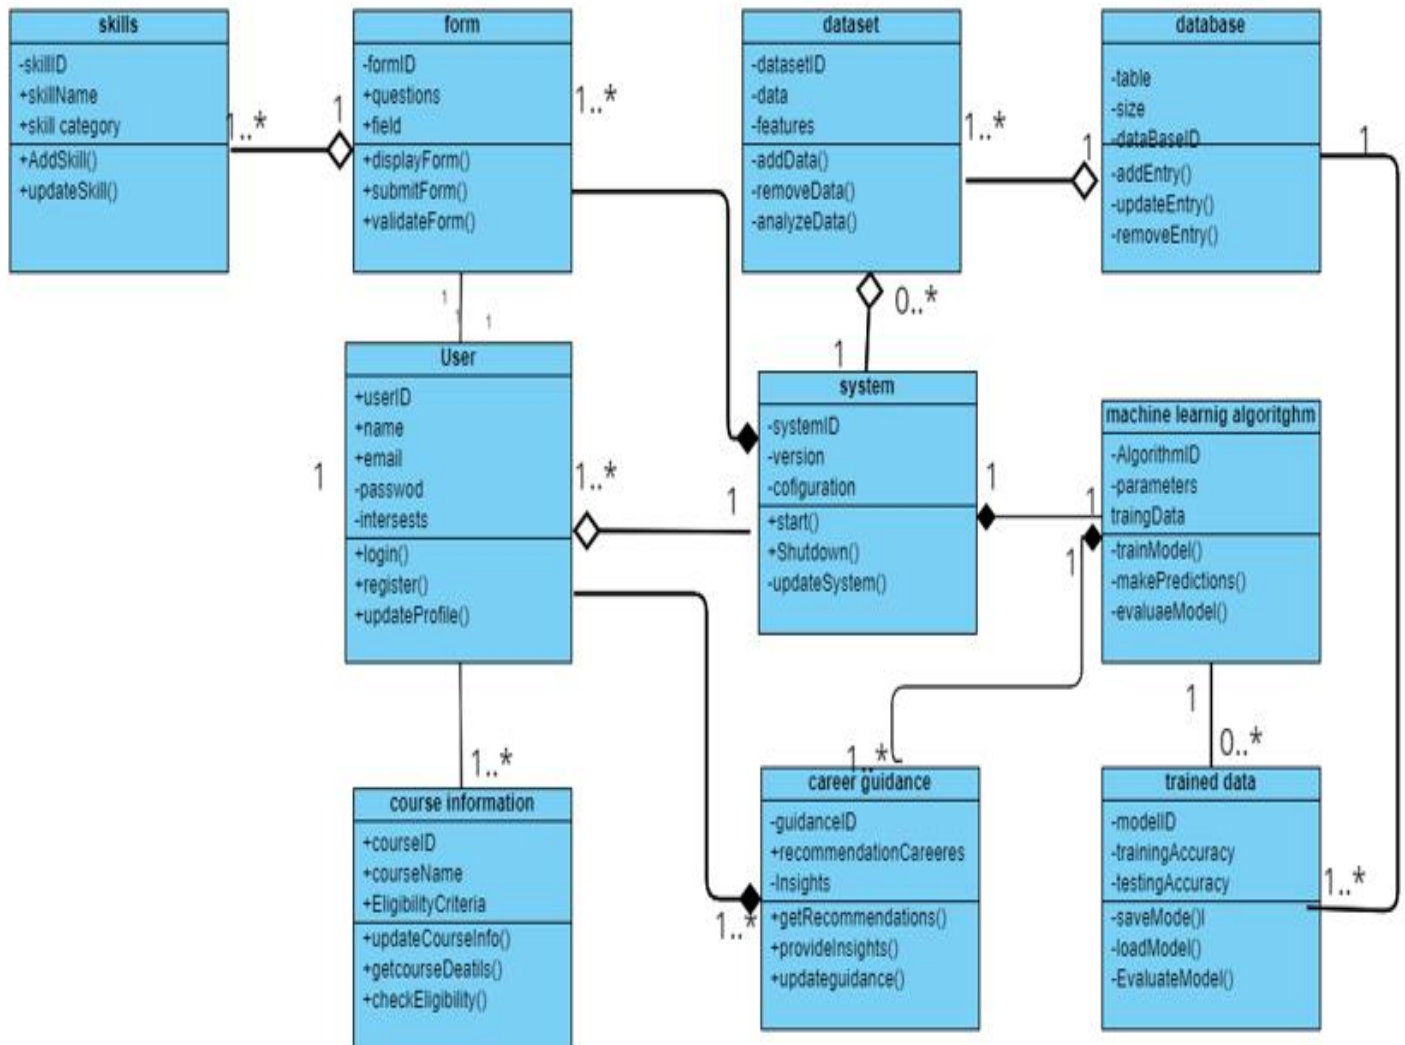 skills
-skillID
+skillName
+skill category
+AddSkill()
+updateSkill()
1..*
1
form
-formID
+questions
+field
+displayForm()
+submitForm()
+validateForm()
1..*
dataset
-datasetID
-data
-features
-addData()
-removeData()
-analyzeData()
1..*
1
database
-table
-size
-dataBaseID
-addEntry()
-updateEntry()
-removeEntry()
1
1
1
1
0..*
1
User
+userID
+name
+email
-passwod
-intersests
+login()
+register()
+updateProfile()
1
1..*
1
system
-systemID
-version
-cofiguration
+start()
+Shutdown()
-updateSystem()
1
1
1
machine learnig algoritghm
-AlgorithmID
-parameters
traingData
-trainModel()
-makePredictions()
-evaluaeModel()
1
0..*
1..*
course information
+courseID
+courseName
+EligibilityCriteria
+updateCourseInfo()
+getcourseDeatils()
+checkEligibility()
1..*
1..*
career guidance
-guidanceID
+recommendationCareeres
-Insights
+getRecommendations()
+provideInsights()
+updateguidance()
trained data
-modelID
-trainingAccuracy
-testingAccuracy
-saveMode()l
-loadModel()
-EvaluateModel()
1..*